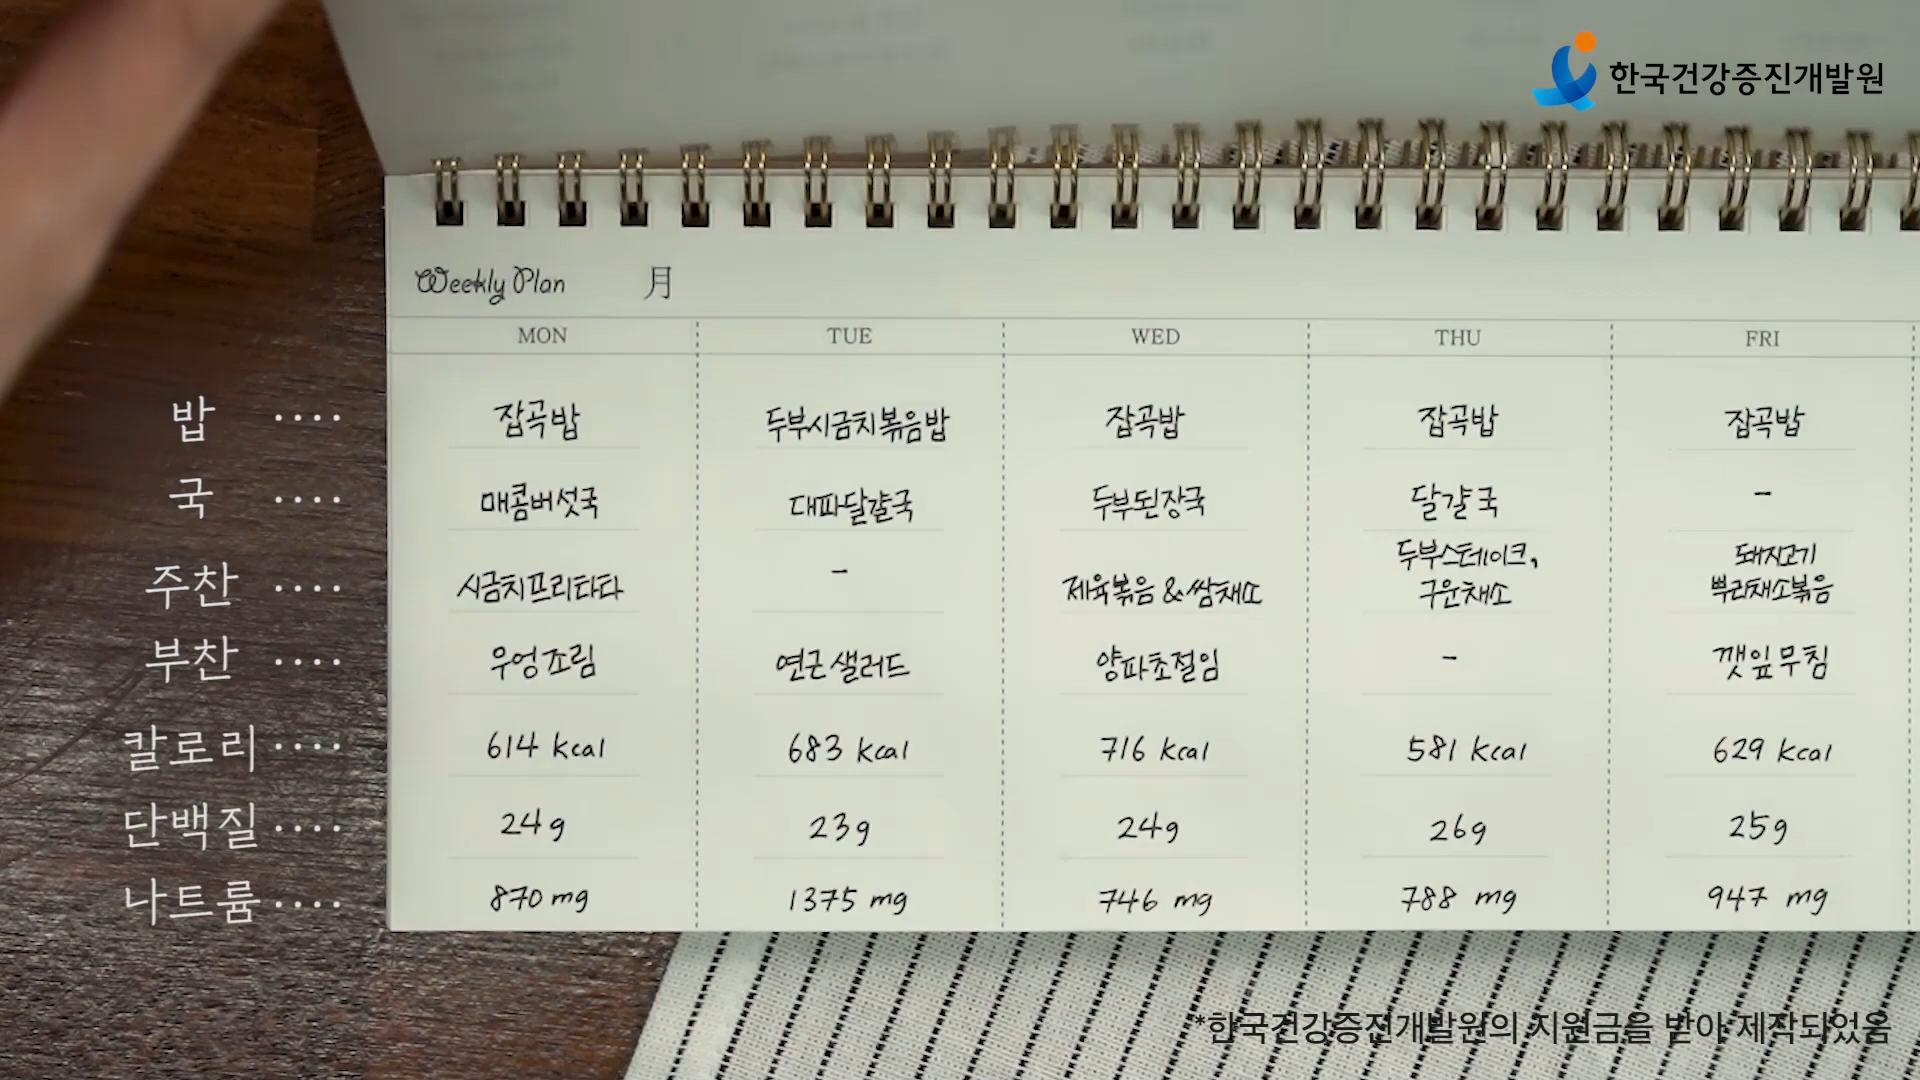 한국건강증진개발원
Weekly Plan 月
MON TUE WED THU FRI
밥 .... 잡곡밥 두부시금치볶음밥 잡곡밥 잡곡밥 잡곡밥
국 .... 매콤버섯국 대파달걀국 두부된장국 달걀국 -
주찬 .... 시금치프리타타 - 제육볶음 & 쌈채소 두부스테이크, 구운채소 돼지고기 뿌리채소볶음
부찬 .... 우엉조림 연근샐러드 양파초절임 - 깻잎무침
칼로리 .... 614 kcal 683 kcal 716 kcal 581 kcal 629 kcal
단백질 .... 24g 23g 24g 26g 25g
나트륨 .... 870 mg 1375 mg 746 mg 788 mg 947 mg
*한국건강증진개발원의 지원금을 받아 제작되었음